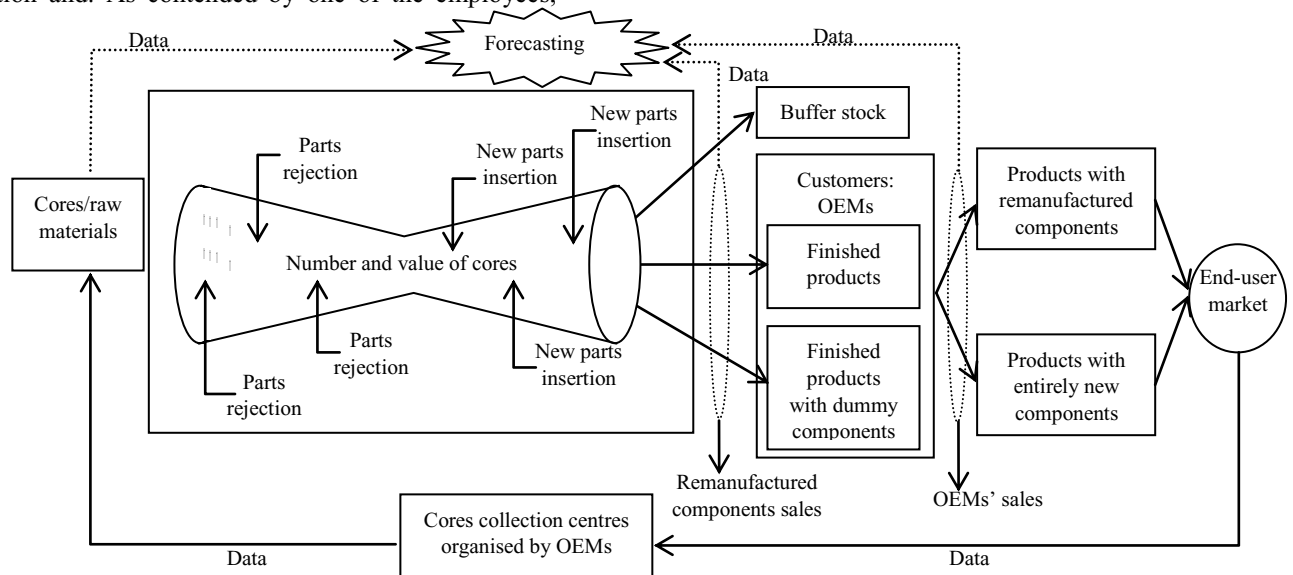 tion and. As contended by one of the employees,
Data
Forecasting
Data
Data
New parts
insertion
Buffer stock
Parts
rejection
New parts
insertion
Cores/raw
materials
Customers:
OEMs
Products with
remanufactured
components
Number and value of cores
Finished
products
End-user
market
Parts
rejection
New parts
insertion
Parts
rejection
Finished
products
with dummy
components
Products with
entirely new
components
Remanufactured
components sales
OEMs' sales
Cores collection centres
organised by OEMs
Data
Data